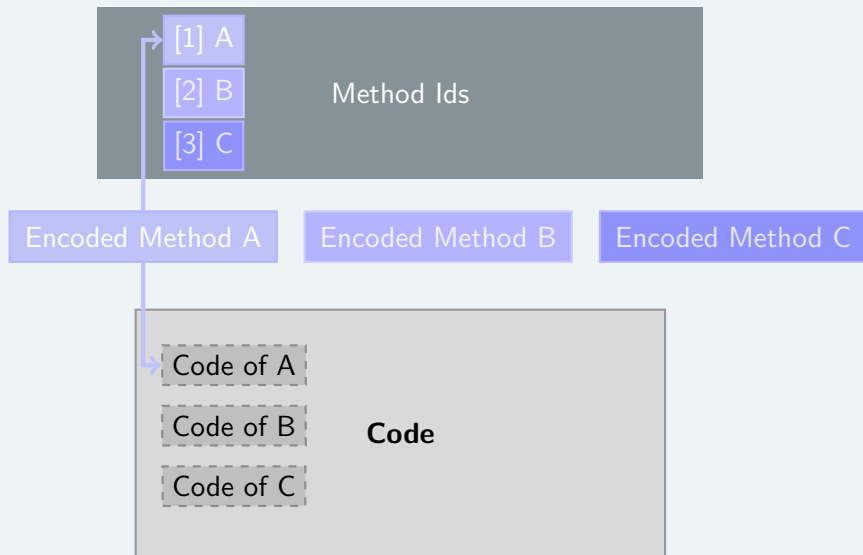 [1] A
[2] B
Method Ids
[3] C
Encoded Method A
Encoded Method B
Encoded Method C
Code of A
Code of B
Code
Code of C